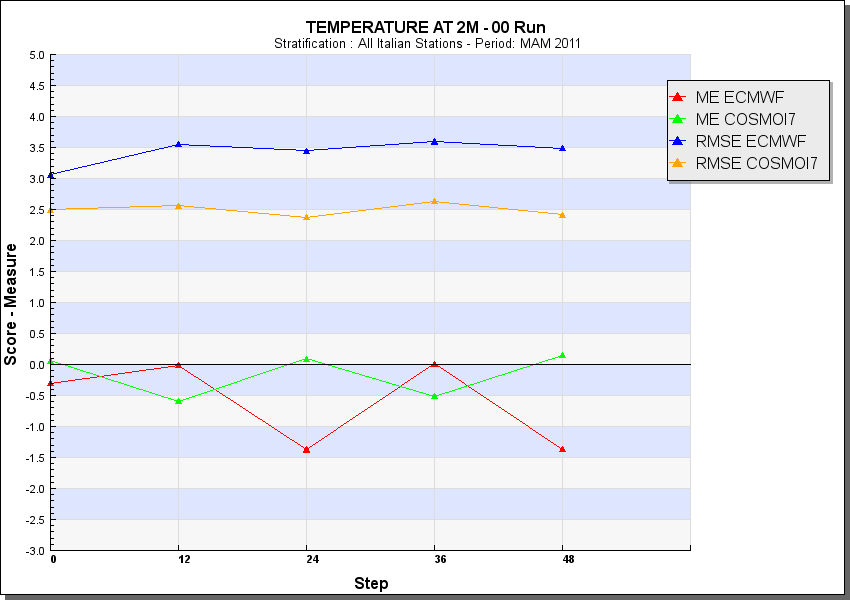 TEMPERATURE AT 2M - 00 Run
Stratification : All Italian Stations - Period: MAM 2011
ME ECMWF
ME COSMOI7
RMSE ECMWF
RMSE COSMOI7
Score - Measure
5.0
4.5
4.0
3.5
3.0
2.5
2.0
1.5
1.0
0.5
0.0
-0.5
-1.0
-1.5
-2.0
-2.5
-3.0
0 12 24 36 48
Step